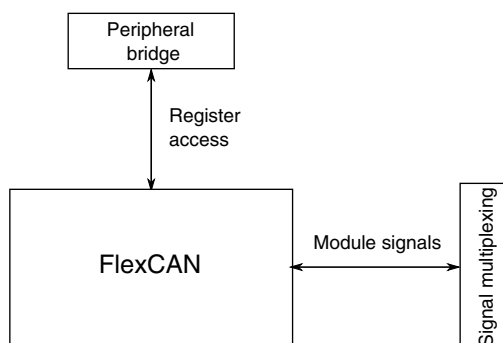 Peripheral
bridge
Register
access
FlexCAN
Module signals
Signal multiplexing